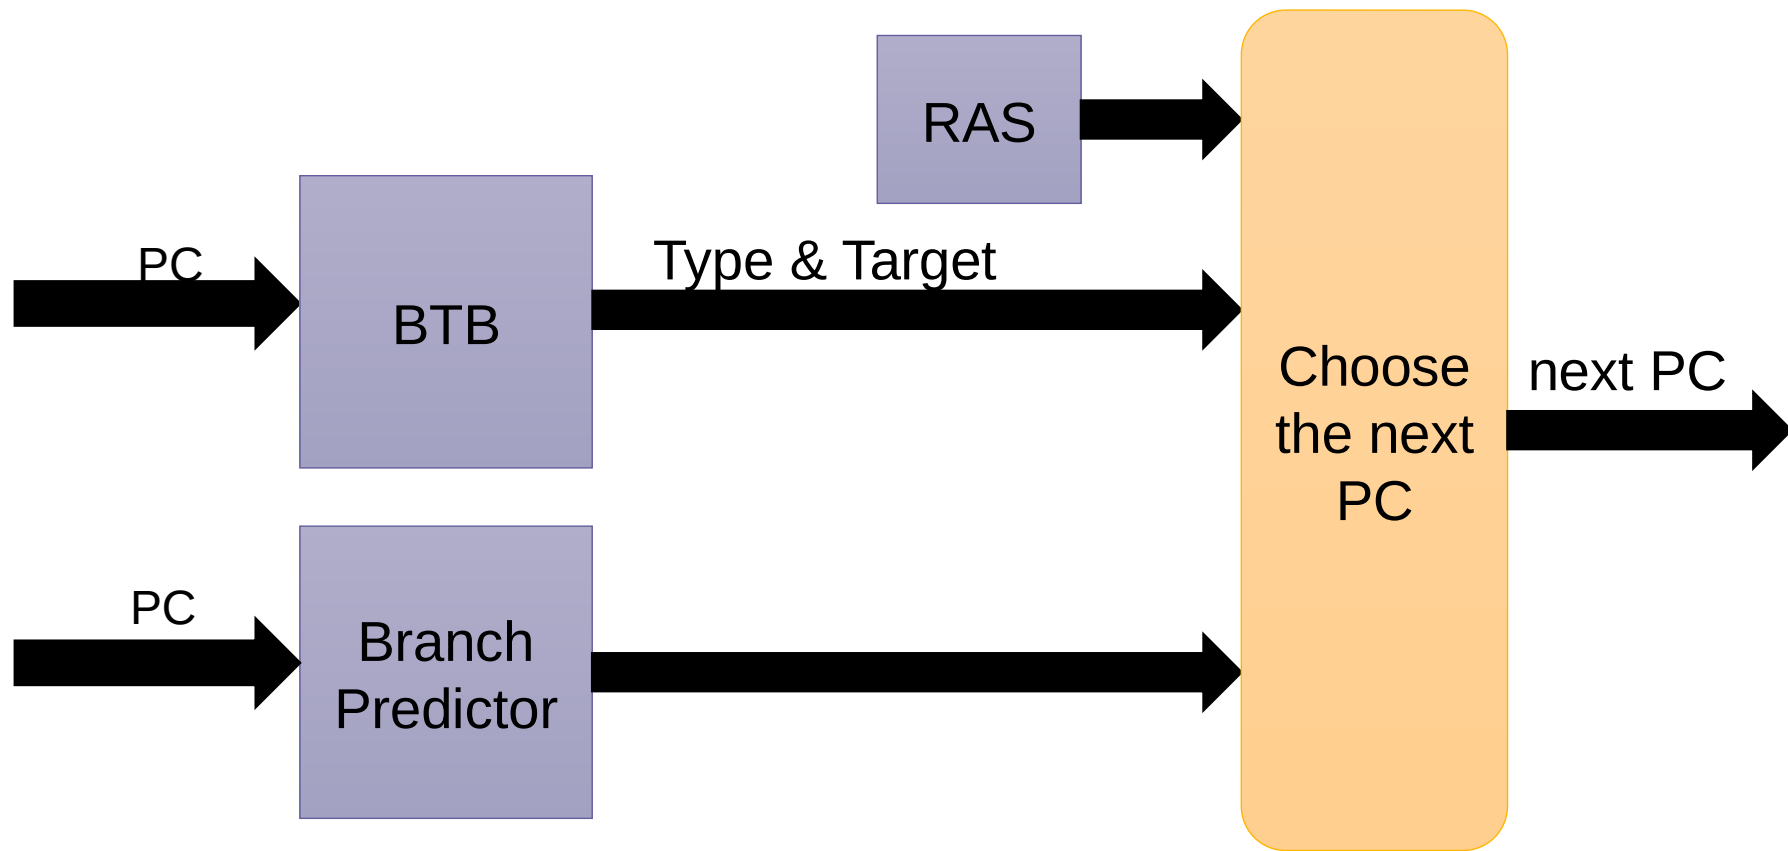 RAS
PC
Type & Target
BTB
Choose
the next
PC
next PC
PC
Branch
Predictor